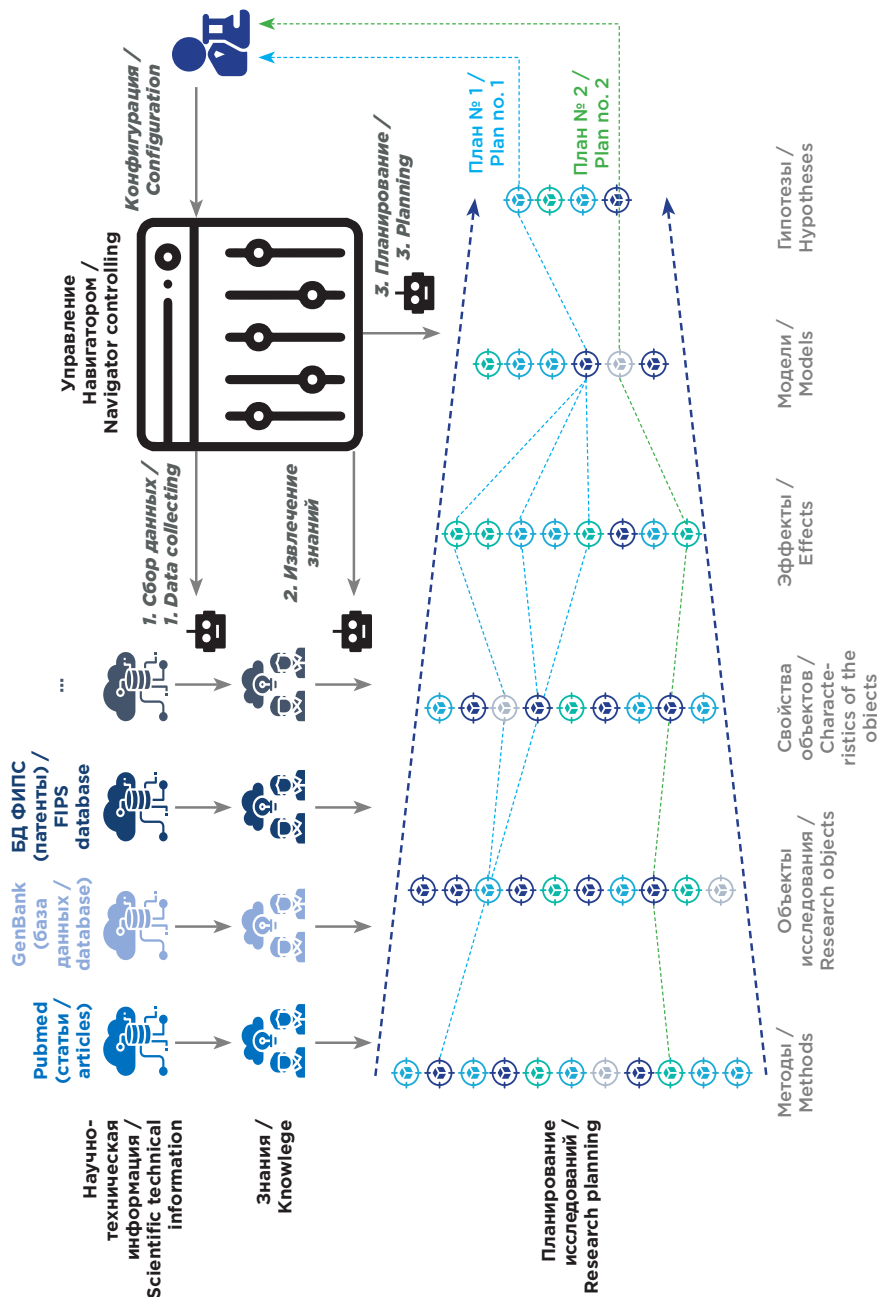 Научно-
техническая
информация /
Scientific technical
information
Pubmed
(статьи /
articles)
GenBank
(база
данных /
database)
БД ФИПС
(патенты) /
FIPS
database
...
1. Сбор данных /
1. Data collecting
Управление
Навигатором /
Navigator controlling
Конфигурация /
Configuration
Знания /
Knowlege
2. Извлечение
знаний
3. Планирование /
3. Planning
Планирование
исследований /
Research planning
План № 1 /
Plan no. 1
План № 2 /
Plan no. 2
Методы /
Methods
Объекты
исследования /
Research objects
Свойства
объектов /
Characte-
ristics of the
objects
Эффекты /
Effects
Модели /
Models
Гипотезы /
Hypotheses